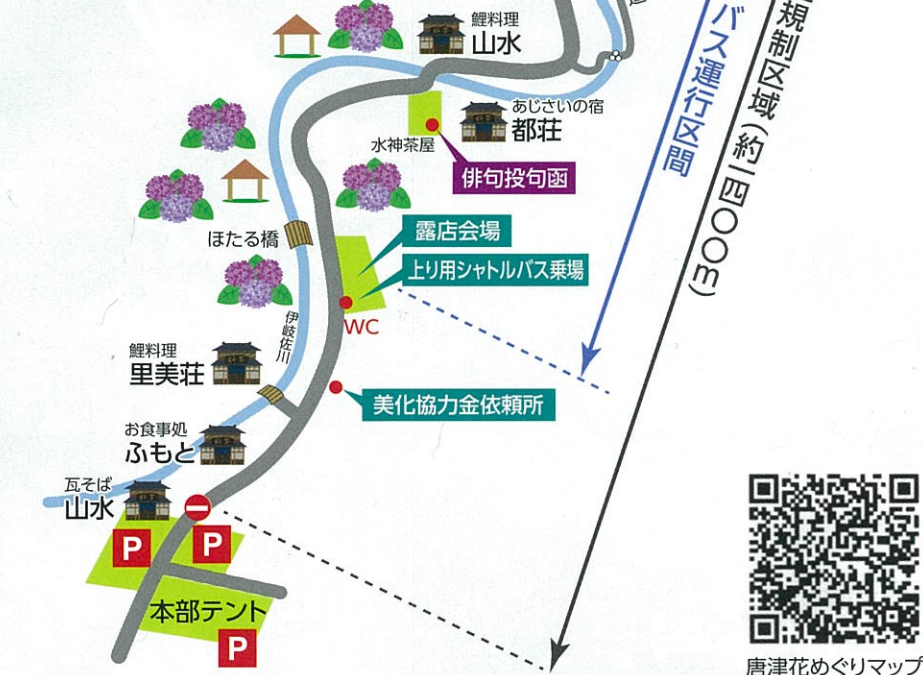 鯉料理
山水
バス運行区間
規制区域(約一四〇〇m)
あじさいの宿
都荘
水神茶屋
俳句投句函
ほたる橋
露店会場
上り用シャトルバス乗場
WC
伊岐佐川
鯉料理
里美荘
美化協力金依頼所
お食事処
ふもと
瓦そば
山水
P
P
本部テント
P
唐津花めぐりマップ